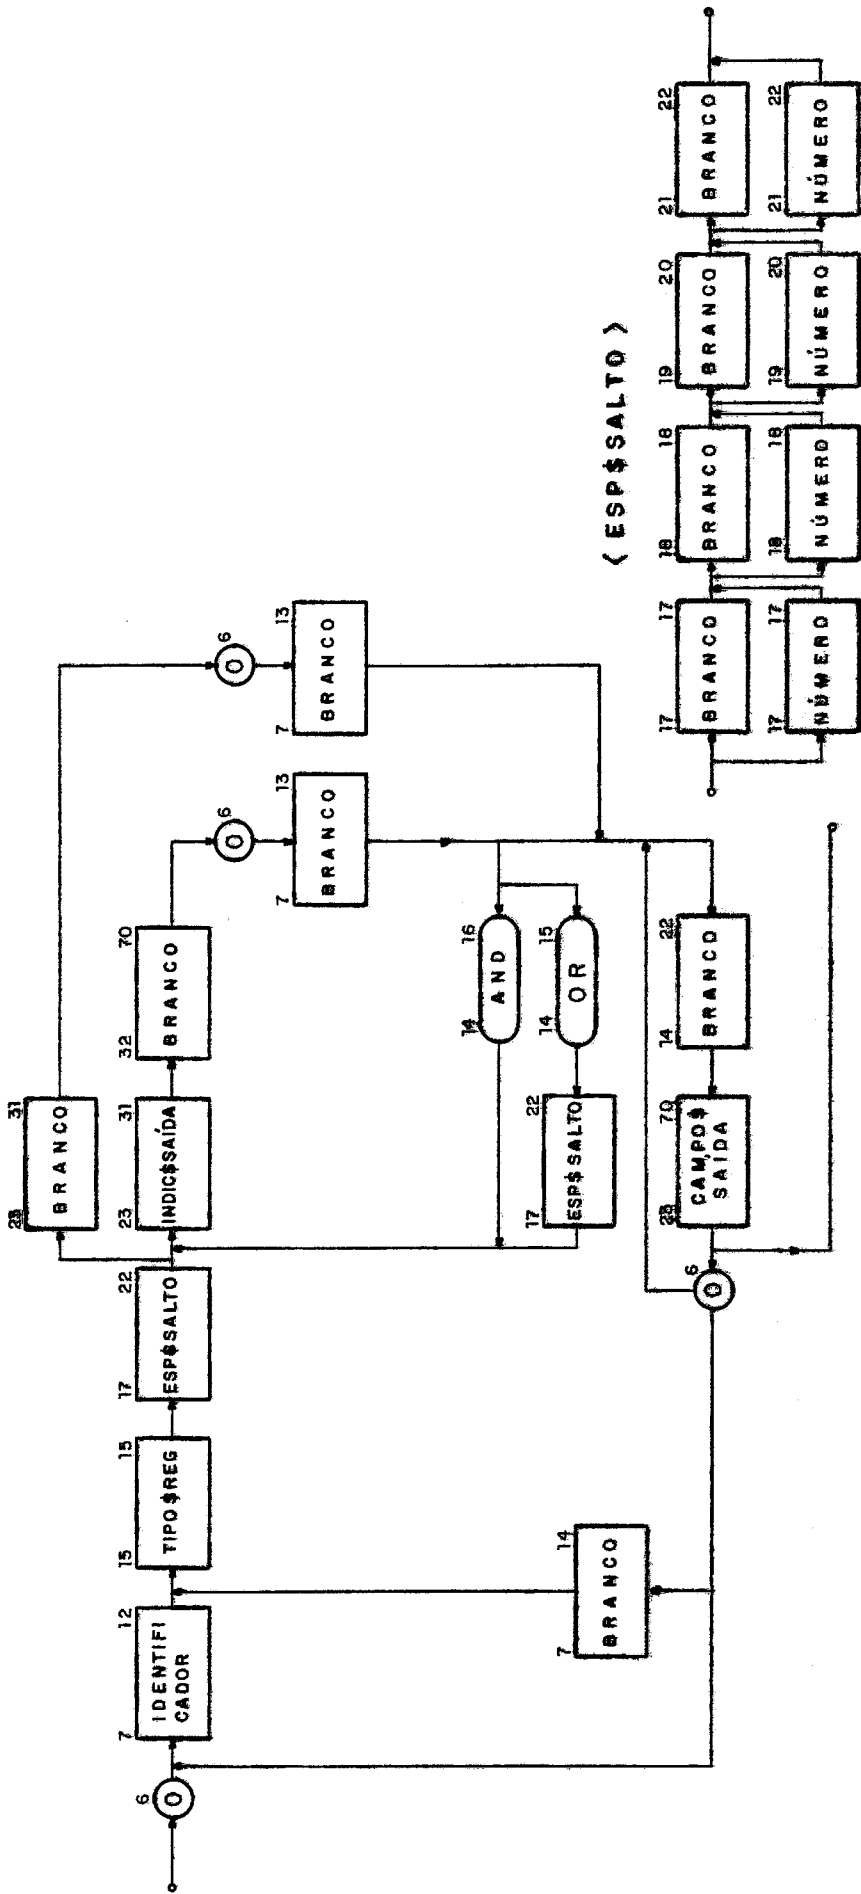 6
O
7 12
IDENTIFI
CADOR
15 15
TIPO$REG
17 22
ESP$SALTO
23 31
BRANCO
23 31
INDIC$SAÍDA
32 70
BRANCO
6
O
7 13
BRANCO
6
O
7 13
BRANCO
14 16
AND
14 15
OR
17 22
ESP$SALTO
7 14
BRANCO
14 22
BRANCO
23 70
CAMPO$
SAÍDA
6
O
<ESP$SALTO>
17 17
BRANCO
18 18
BRANCO
19 20
BRANCO
21 22
BRANCO
17 17
NÚMERO
18 18
NÚMERO
19 20
NÚMERO
21 22
NÚMERO